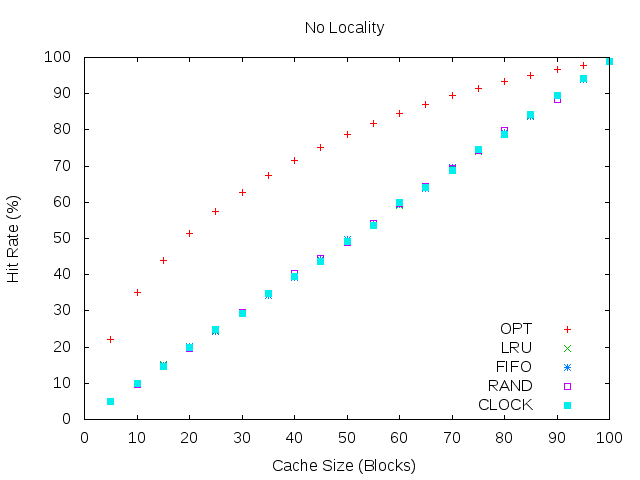 No Locality
Hit Rate (%)
100
90
80
70
60
50
40
30
20
10
0
OPT
LRU
FIFO
RAND
CLOCK
0 10 20 30 40 50 60 70 80 90 100
Cache Size (Blocks)